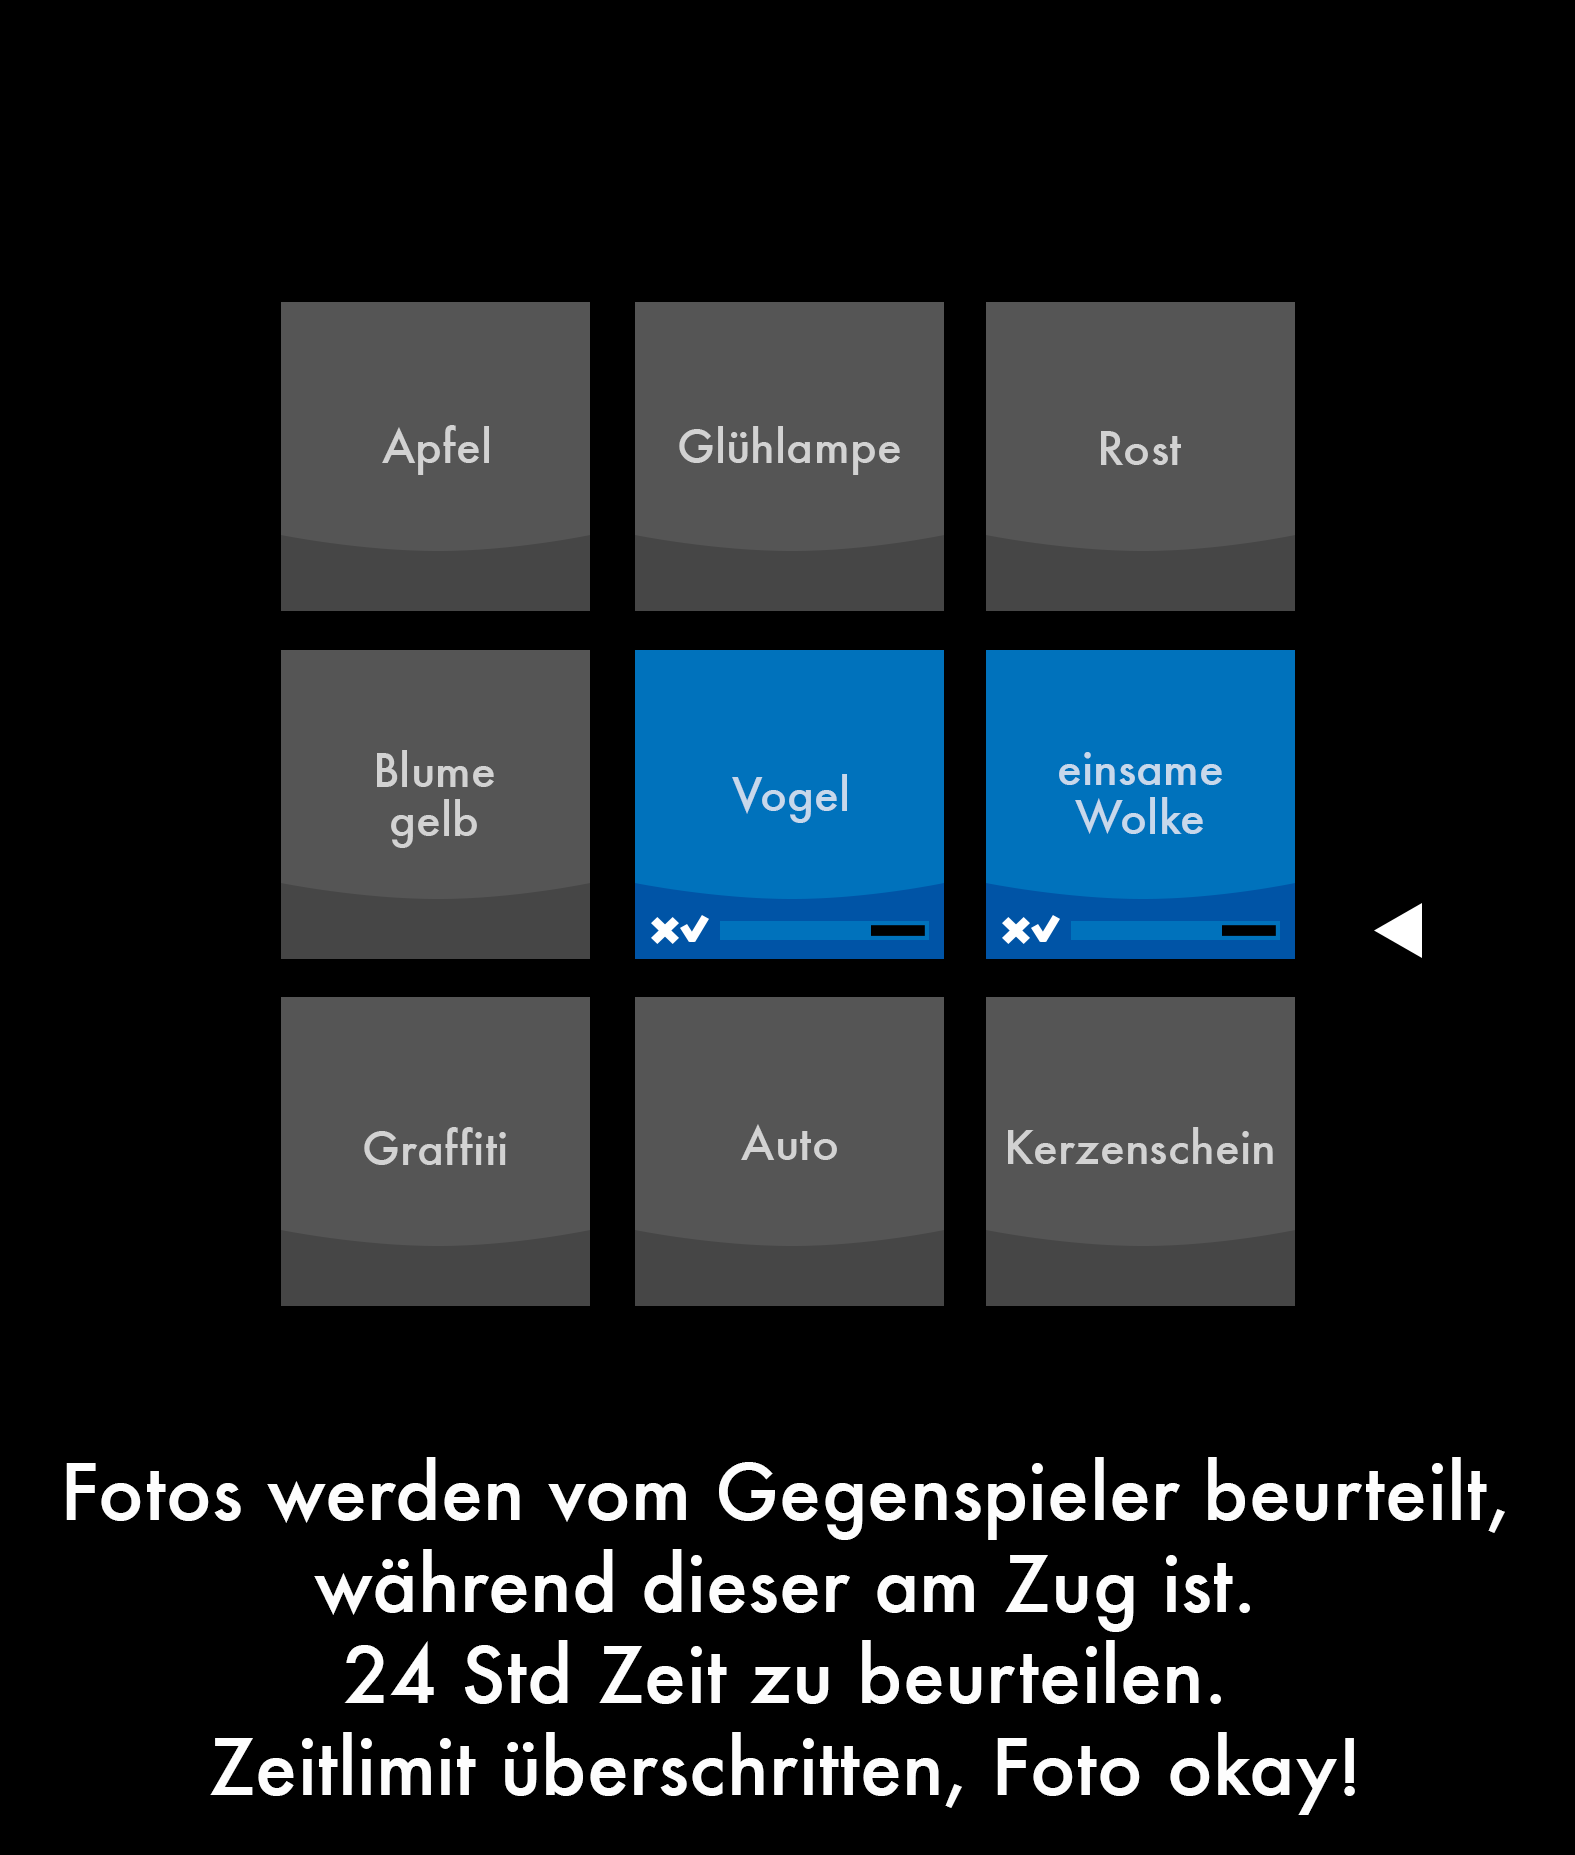 Apfel
Glühlampe
Rost
Blume
gelb
Vogel
einsame
Wolke
Graffiti
Auto
Kerzenschein
Fotos werden vom Gegenspieler beurteilt,
während dieser am Zug ist.
24 Std Zeit zu beurteilen.
Zeitlimit überschritten, Foto okay!